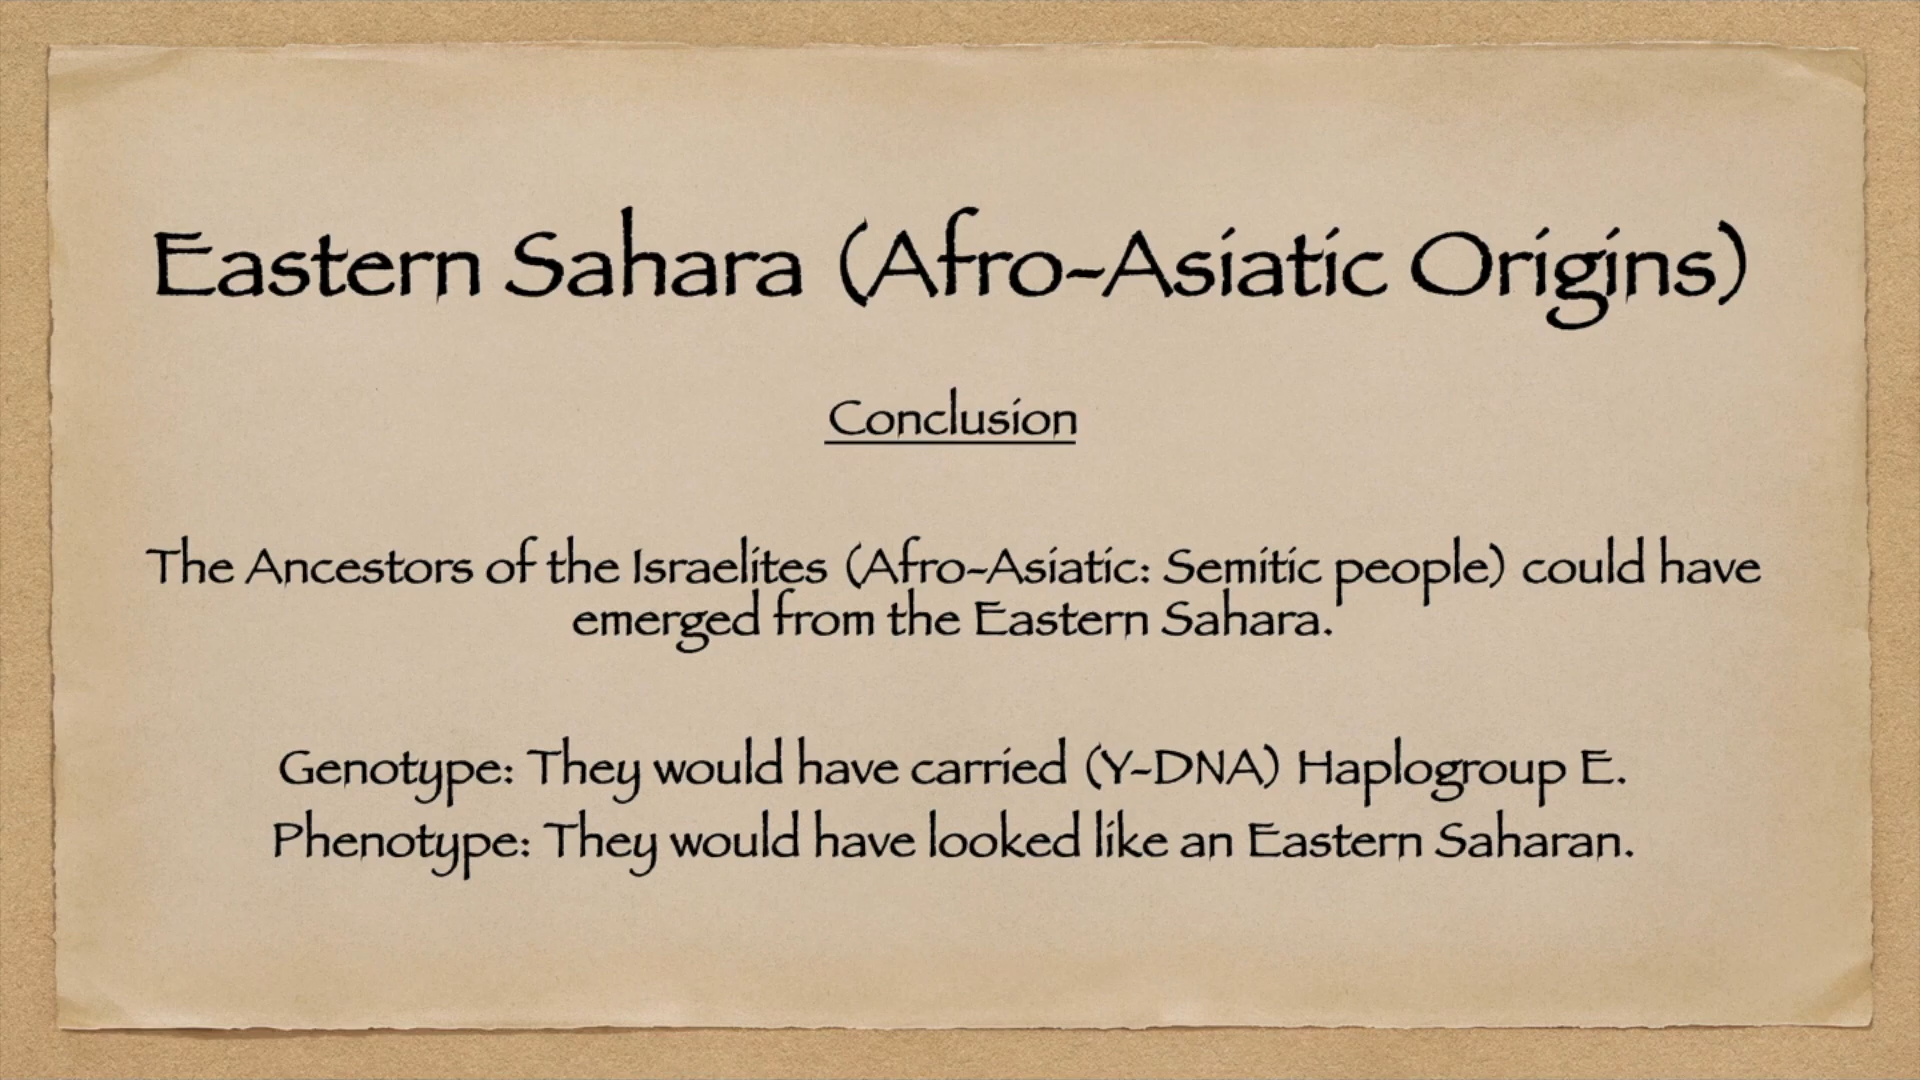 Eastern Sahara (Afro-Asiatic Origins)
Conclusion
The Ancestors of the Israelites (Afro-Asiatic: Semitic people) could have
emerged from the Eastern Sahara.
Genotype: They would have carried (Y-DNA) Haplogroup E.
Phenotype: They would have looked like an Eastern Saharan.